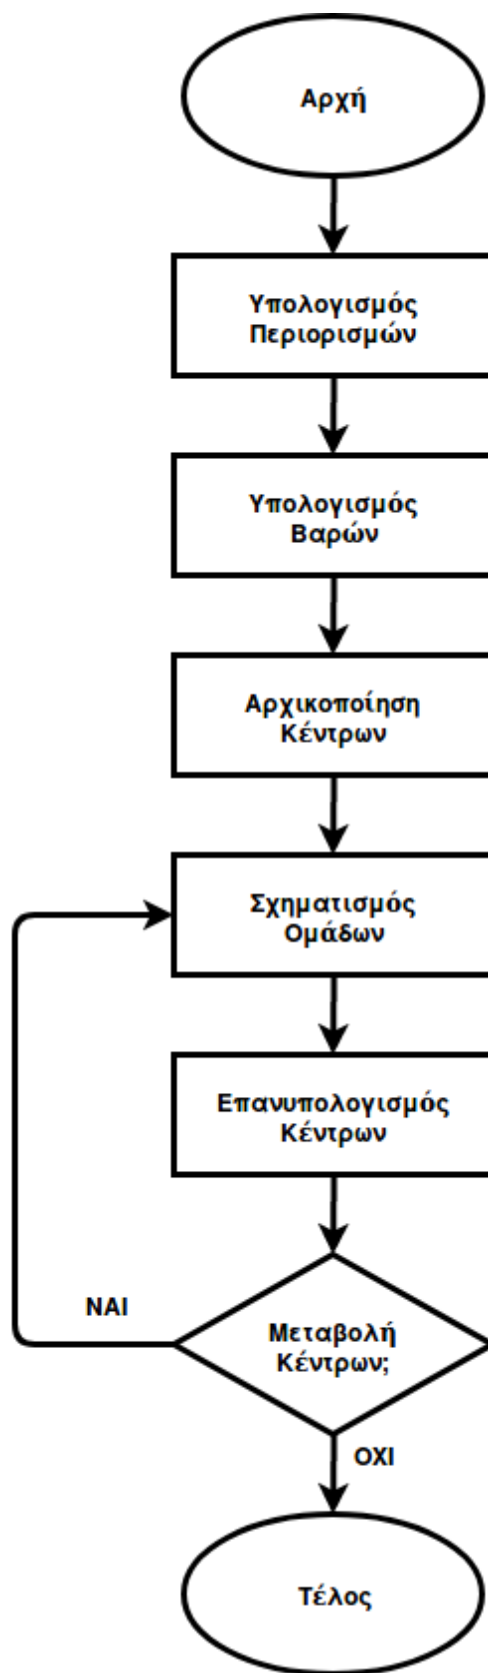 Αρχή
Υπολογισμός
Περιορισμών
Υπολογισμός
Βαρών
Αρχικοποίηση
Κέντρων
Σχηματισμός
Ομάδων
Επανυπολογισμός
Κέντρων
ΝΑΙ
Μεταβολή
Κέντρων;
ΟΧΙ
Τέλος